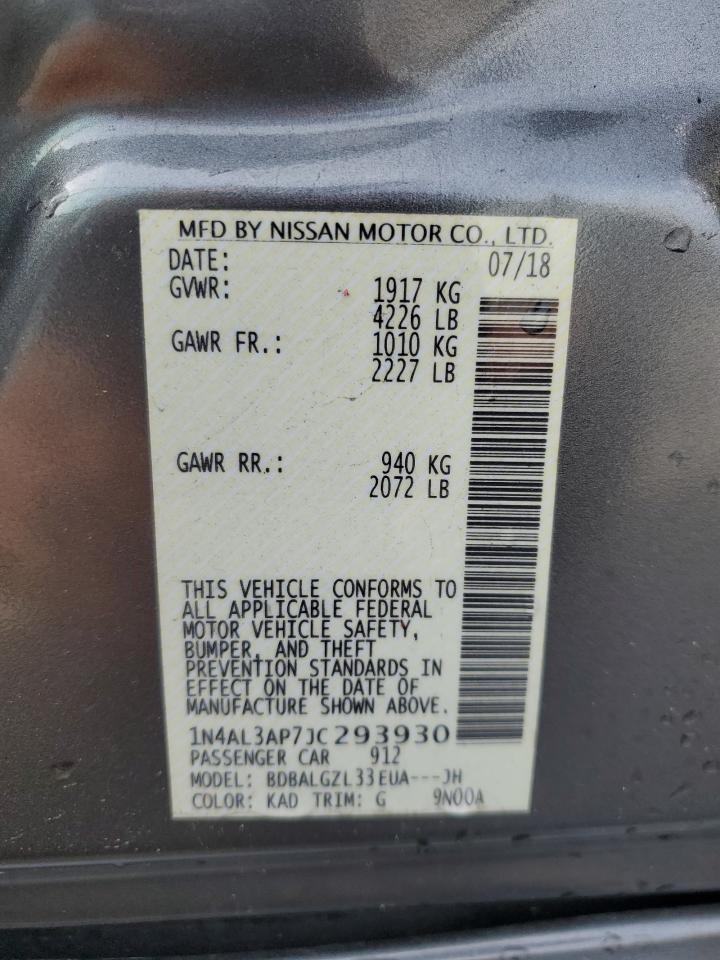 MFD BY NISSAN MOTOR CO., LTD.
DATE: 07/18
GVWR: 1917 KG
4226 LB
GAWR FR.: 1010 KG
2227 LB
GAWR RR.: 940 KG
2072 LB
THIS VEHICLE CONFORMS TO
ALL APPLICABLE FEDERAL
MOTOR VEHICLE SAFETY,
BUMPER, AND THEFT
PREVENTION STANDARDS IN
EFFECT ON THE DATE OF
MANUFACTURE SHOWN ABOVE.
1N4AL3AP7JC293930
PASSENGER CAR 912
MODEL: BDBALGZL33EUA---JH
COLOR: KAD TRIM: G 9N00A